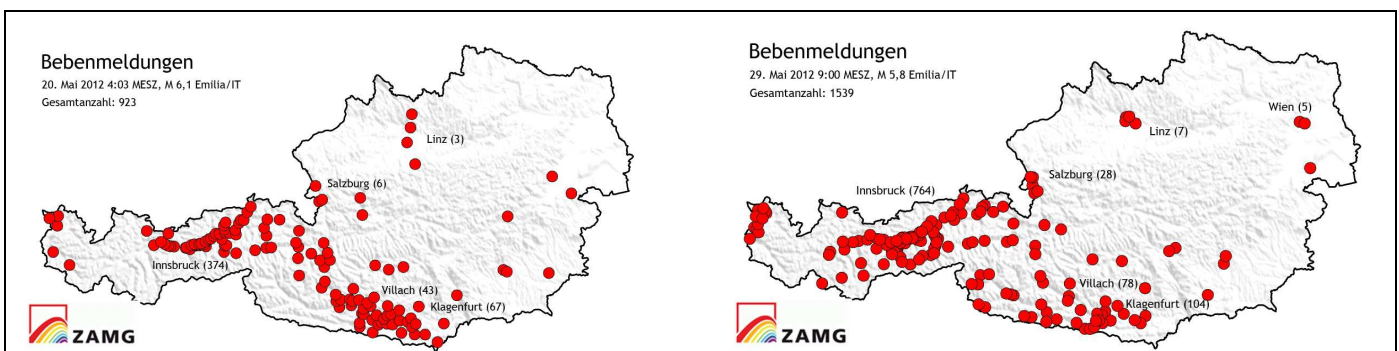 Bebenmeldungen
20. Mai 2012 4:03 MESZ, M 6,1 Emilia/IT
Gesamtanzahl: 923
Linz (3)
Salzburg (6)
Innsbruck (374)
Villach (43)
Klagenfurt (67)
ZAMG
Bebenmeldungen
29. Mai 2012 9:00 MESZ, M 5,8 Emilia/IT
Gesamtanzahl: 1539
Wien (5)
Linz (7)
Salzburg (28)
Innsbruck (764)
Villach (78)
Klagenfurt (104)
ZAMG